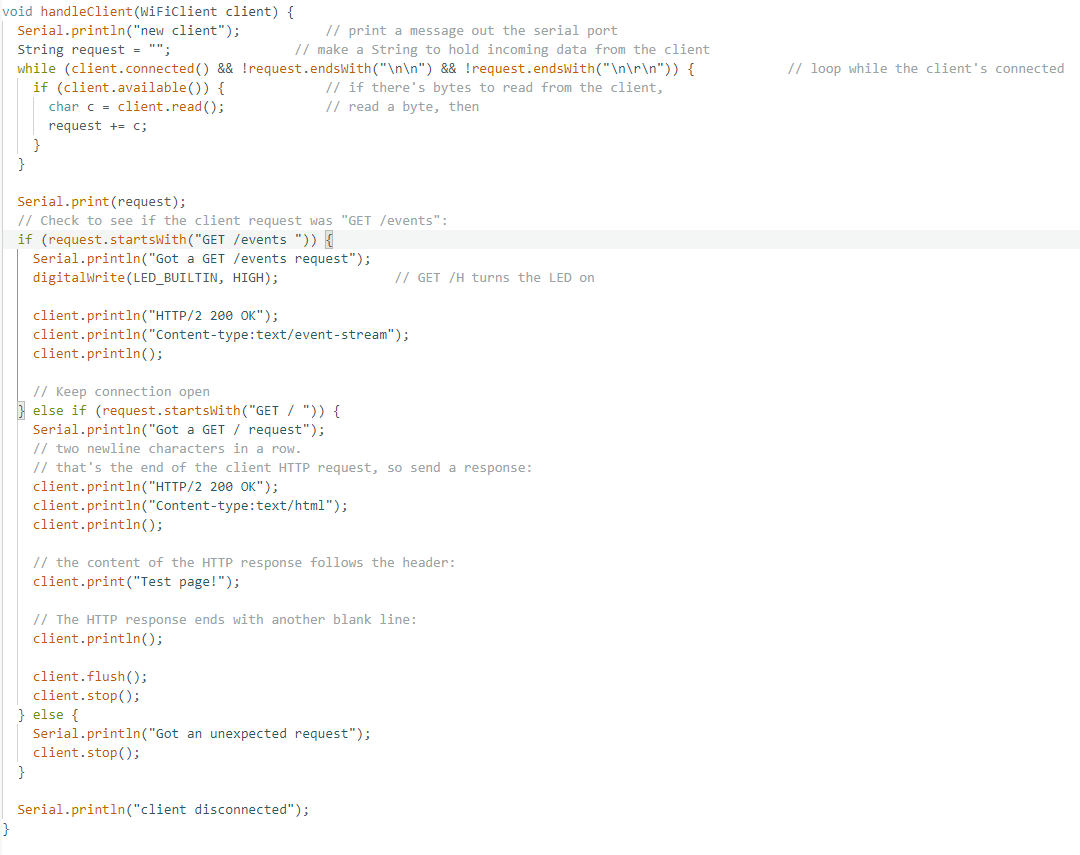 void handleClient(WiFiClient client) {
  Serial.println("new client");           // print a message out the serial port
  String request = "";                // make a String to hold incoming data from the client
  while (client.connected() && !request.endsWith("\n\n") && !request.endsWith("\n\r\n")) {            // loop while the client's connected
    if (client.available()) {             // if there's bytes to read from the client,
      char c = client.read();             // read a byte, then
      request += c;
    }
  }

  Serial.print(request);
  // Check to see if the client request was "GET /events":
  if (request.startsWith("GET /events ")) {
    Serial.println("Got a GET /events request");
    digitalWrite(LED_BUILTIN, HIGH);               // GET /H turns the LED on

    client.println("HTTP/2 200 OK");
    client.println("Content-type:text/event-stream");
    client.println();

    // Keep connection open
  } else if (request.startsWith("GET / ")) {
    Serial.println("Got a GET / request");
    // two newline characters in a row.
    // that's the end of the client HTTP request, so send a response:
    client.println("HTTP/2 200 OK");
    client.println("Content-type:text/html");
    client.println();

    // the content of the HTTP response follows the header:
    client.print("Test page!");

    // The HTTP response ends with another blank line:
    client.println();

    client.flush();
    client.stop();
  } else {
    Serial.println("Got an unexpected request");
    client.stop();
  }

  Serial.println("client disconnected");
}